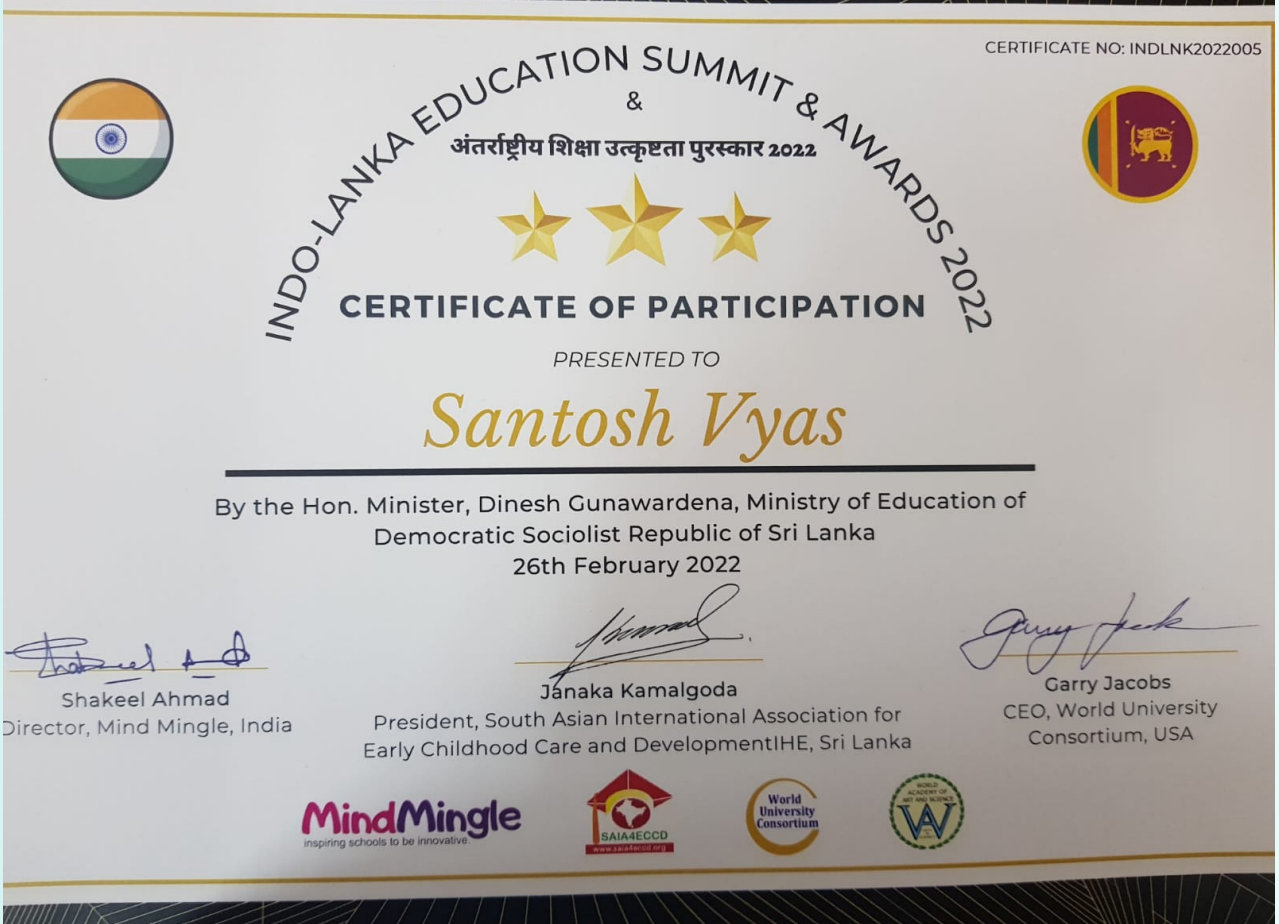 CERTIFICATE NO: INDLNK2022005
INDO-LANKA EDUCATION SUMMIT & AWARDS 2022
&
अंतर्राष्ट्रीय शिक्षा उत्कृष्टता पुरस्कार 2022
CERTIFICATE OF PARTICIPATION
PRESENTED TO
Santosh Vyas
By the Hon. Minister, Dinesh Gunawardena, Ministry of Education of
Democratic Sociolist Republic of Sri Lanka
26th February 2022
Shakeel Ahmad
Director, Mind Mingle, India
Janaka Kamalgoda
President, South Asian International Association for
Early Childhood Care and DevelopmentIHE, Sri Lanka
Garry Jacobs
CEO, World University
Consortium, USA
MindMingle
inspiring schools to be innovative.
SAIA4ECCD
www.saia4eccd.org
World
University
Consortium
WORLD
ACADEMY OF
ART AND SCIENCE